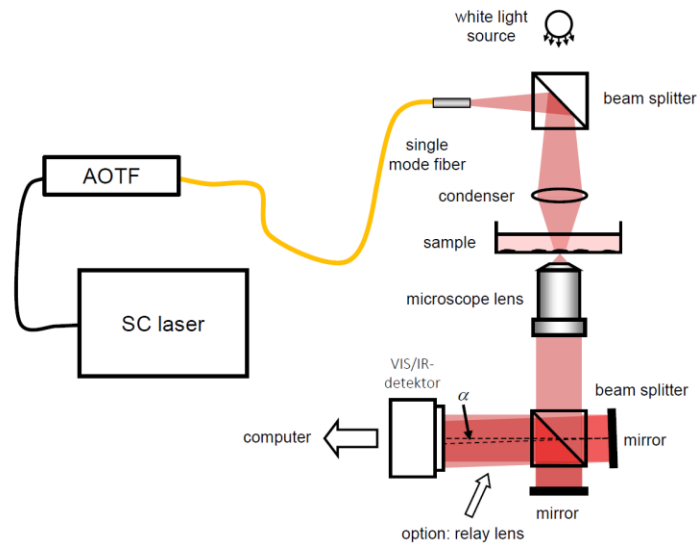 white light
source
beam splitter
single
mode fiber
AOTF
condenser
sample
SC laser
microscope
lens
VIS/IR-
detektor
α
beam splitter
computer
mirror
option: relay lens
mirror